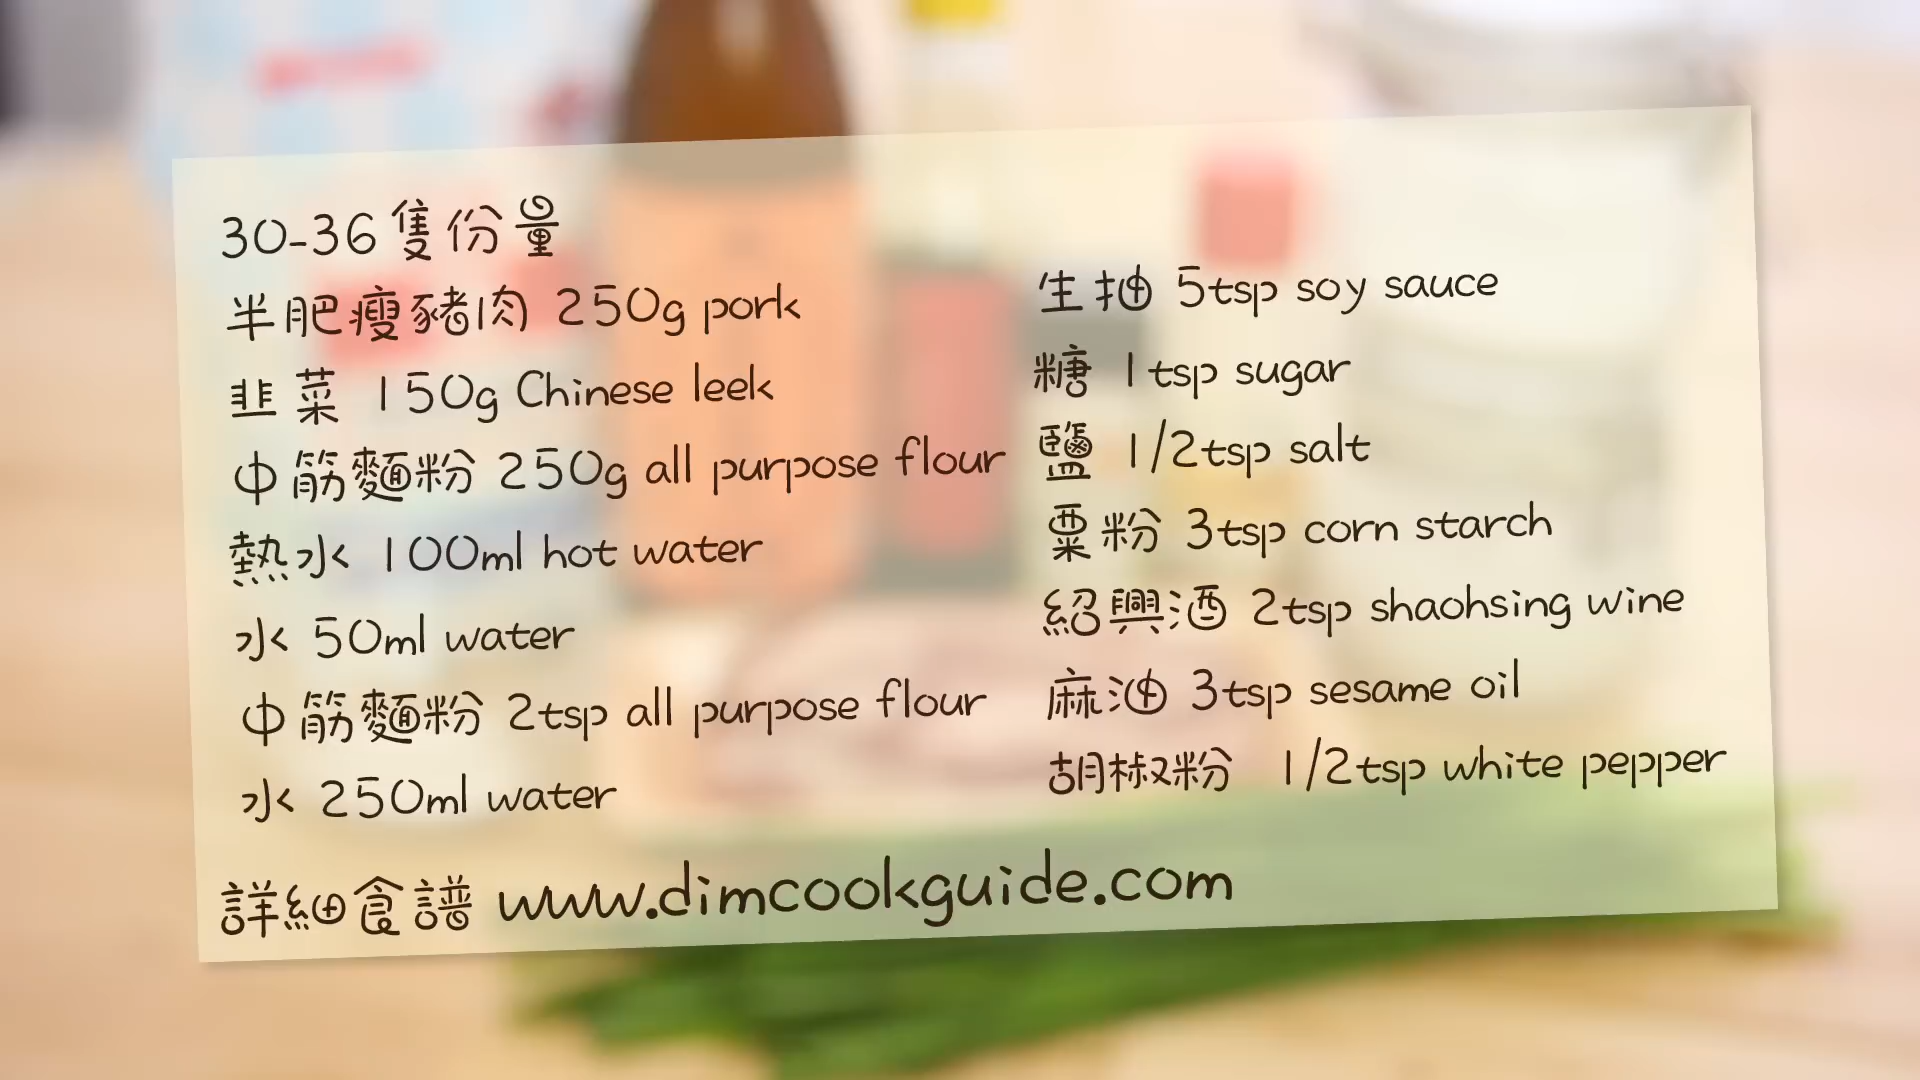 30-36隻份量
半肥瘦豬肉 250g pork
韭菜 150g Chinese leek
中筋麵粉 250g all purpose flour
熱水 100ml hot water
水 50ml water
中筋麵粉 2tsp all purpose flour
水 250ml water
生抽 5tsp soy sauce
糖 1tsp sugar
鹽 1/2tsp salt
粟粉 3tsp corn starch
紹興酒 2tsp shaohsing wine
麻油 3tsp sesame oil
胡椒粉 1/2tsp white pepper
詳細食譜 www.dimcookguide.com